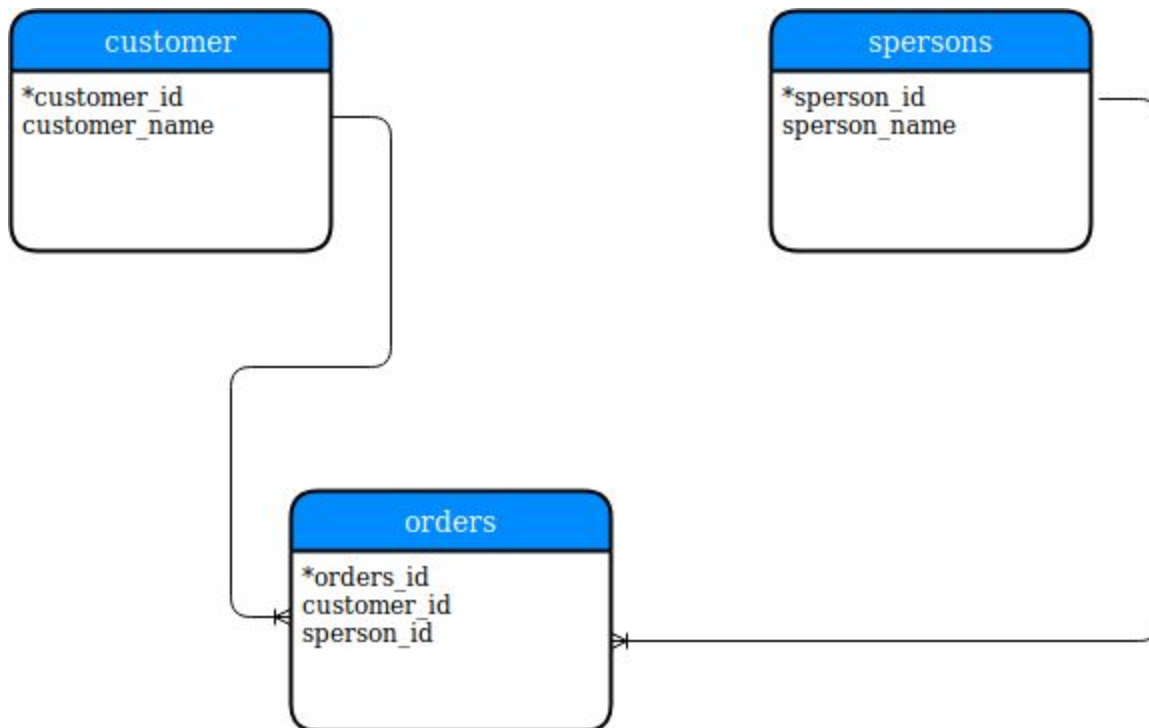 customer
*customer_id
customer_name
spersons
*sperson_id
sperson_name
orders
*orders_id
customer_id
sperson_id